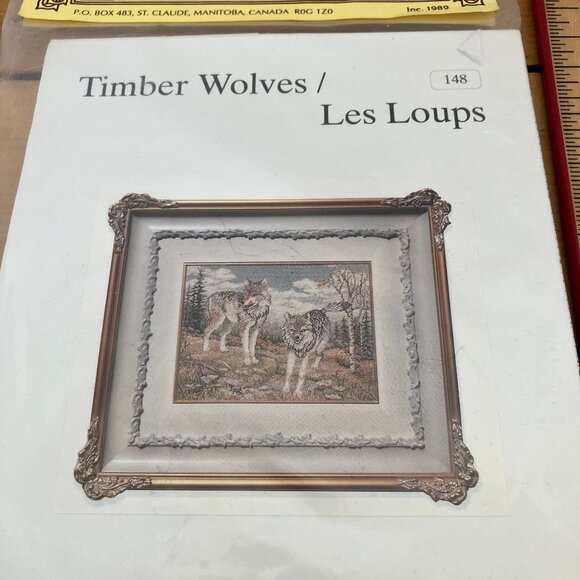 P.O. BOX 483, ST. CLAUDE, MANITOBA, CANADA R0G 1Z0
Inc. 1989
Timber Wolves /
148
Les Loups